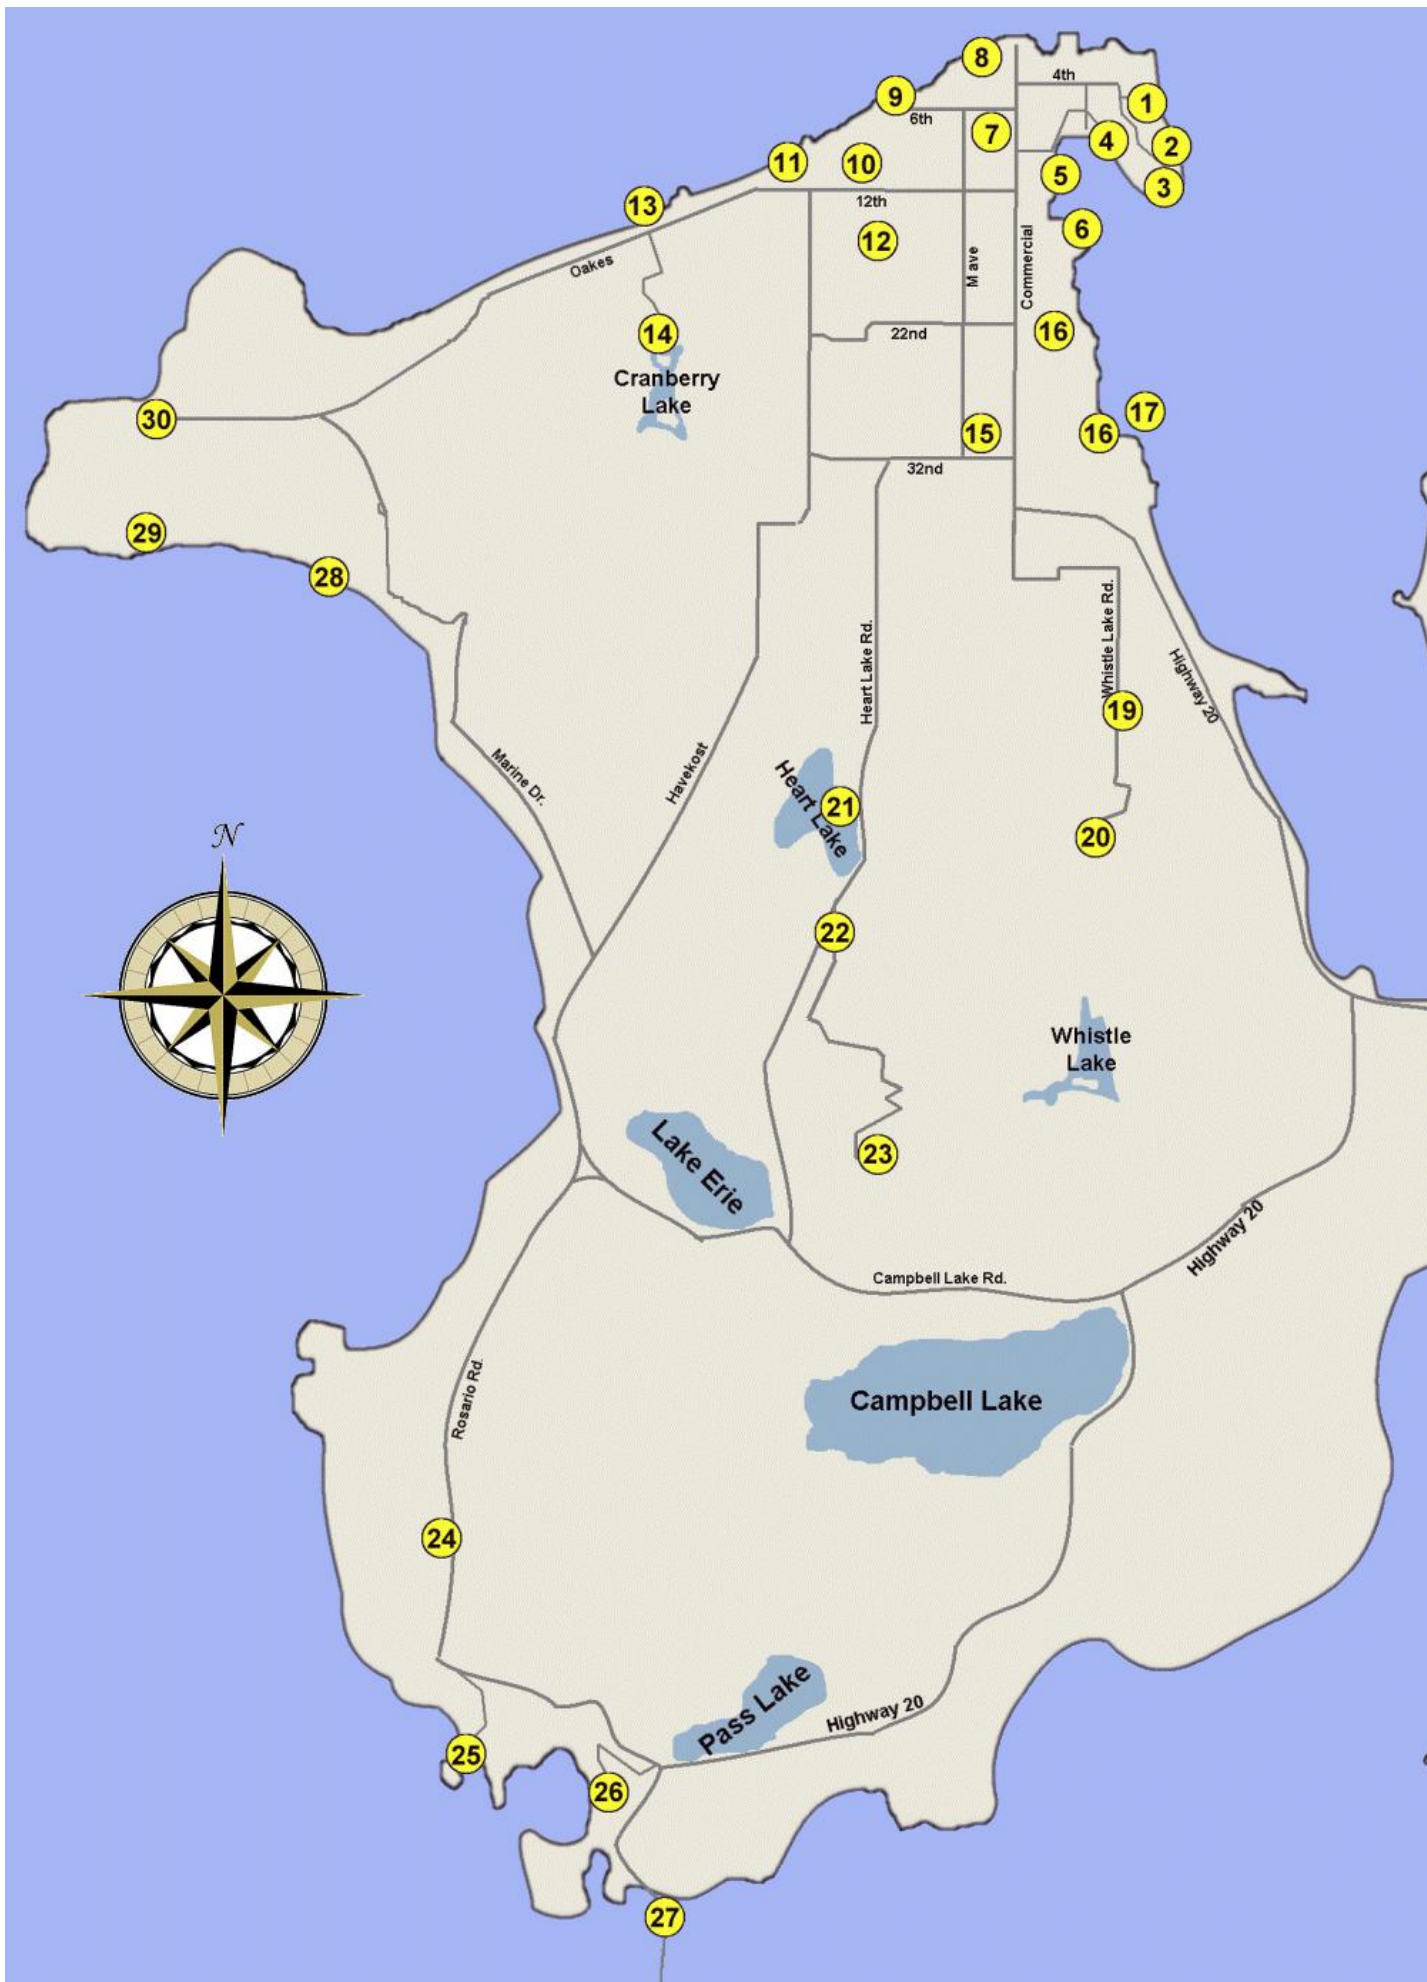 8
4th
1
9
6th
7
4
2
11
10
5
3
12th
13
6
12
Oakes
M ave
Commercial
14
22nd
16
Cranberry
Lake
30
17
15
16
32nd
29
28
Heart Lake Rd.
Whistle Lake Rd.
Highway 20
19
Marine Dr.
Havekost
Heart Lake
21
20
N
22
Whistle
Lake
Lake Erie
23
Highway 20
Campbell Lake Rd.
Rosario Rd.
Campbell Lake
24
Pass Lake
Highway 20
25
26
27